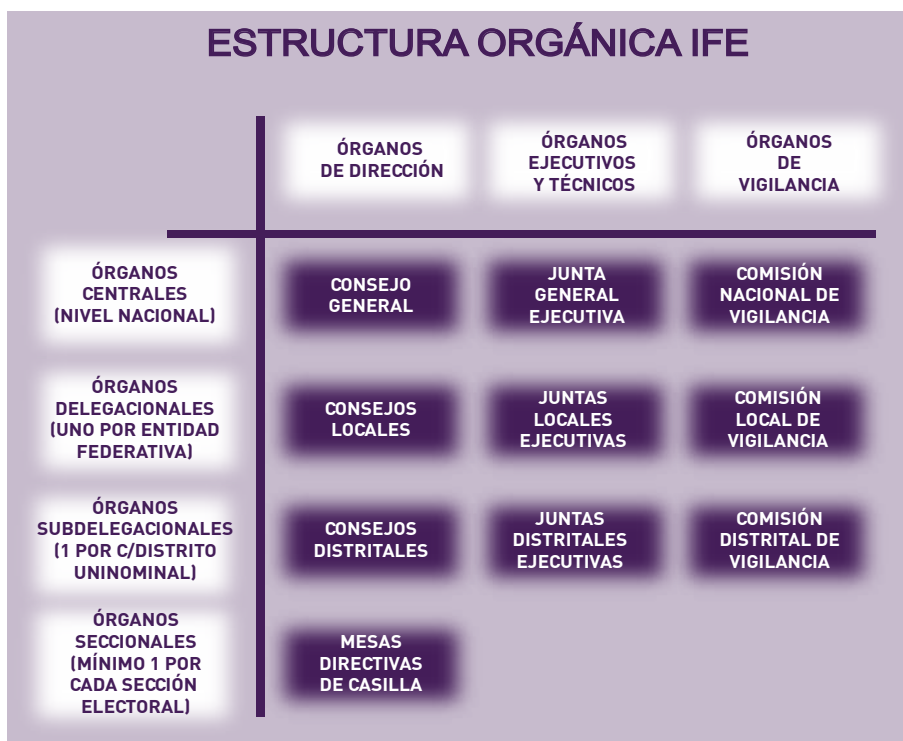 ESTRUCTURA ORGÁNICA IFE
ÓRGANOS
DE DIRECCIÓN
ÓRGANOS
EJECUTIVOS
Y TÉCNICOS
ÓRGANOS
DE
VIGILANCIA
ÓRGANOS
CENTRALES
(NIVEL NACIONAL)
CONSEJO
GENERAL
JUNTA
GENERAL
EJECUTIVA
COMISIÓN
NACIONAL DE
VIGILANCIA
ÓRGANOS
DELEGACIONALES
(UNO POR ENTIDAD
FEDERATIVA)
CONSEJOS
LOCALES
JUNTAS
LOCALES
EJECUTIVAS
COMISIÓN
LOCAL DE
VIGILANCIA
ÓRGANOS
SUBDELEGACIONALES
(1 POR C/DISTRITO
UNINOMINAL)
CONSEJOS
DISTRITALES
JUNTAS
DISTRITALES
EJECUTIVAS
COMISIÓN
DISTRITAL DE
VIGILANCIA
ÓRGANOS
SECCIONALES
(MÍNIMO 1 POR
CADA SECCIÓN
ELECTORAL)
MESAS
DIRECTIVAS
DE CASILLA